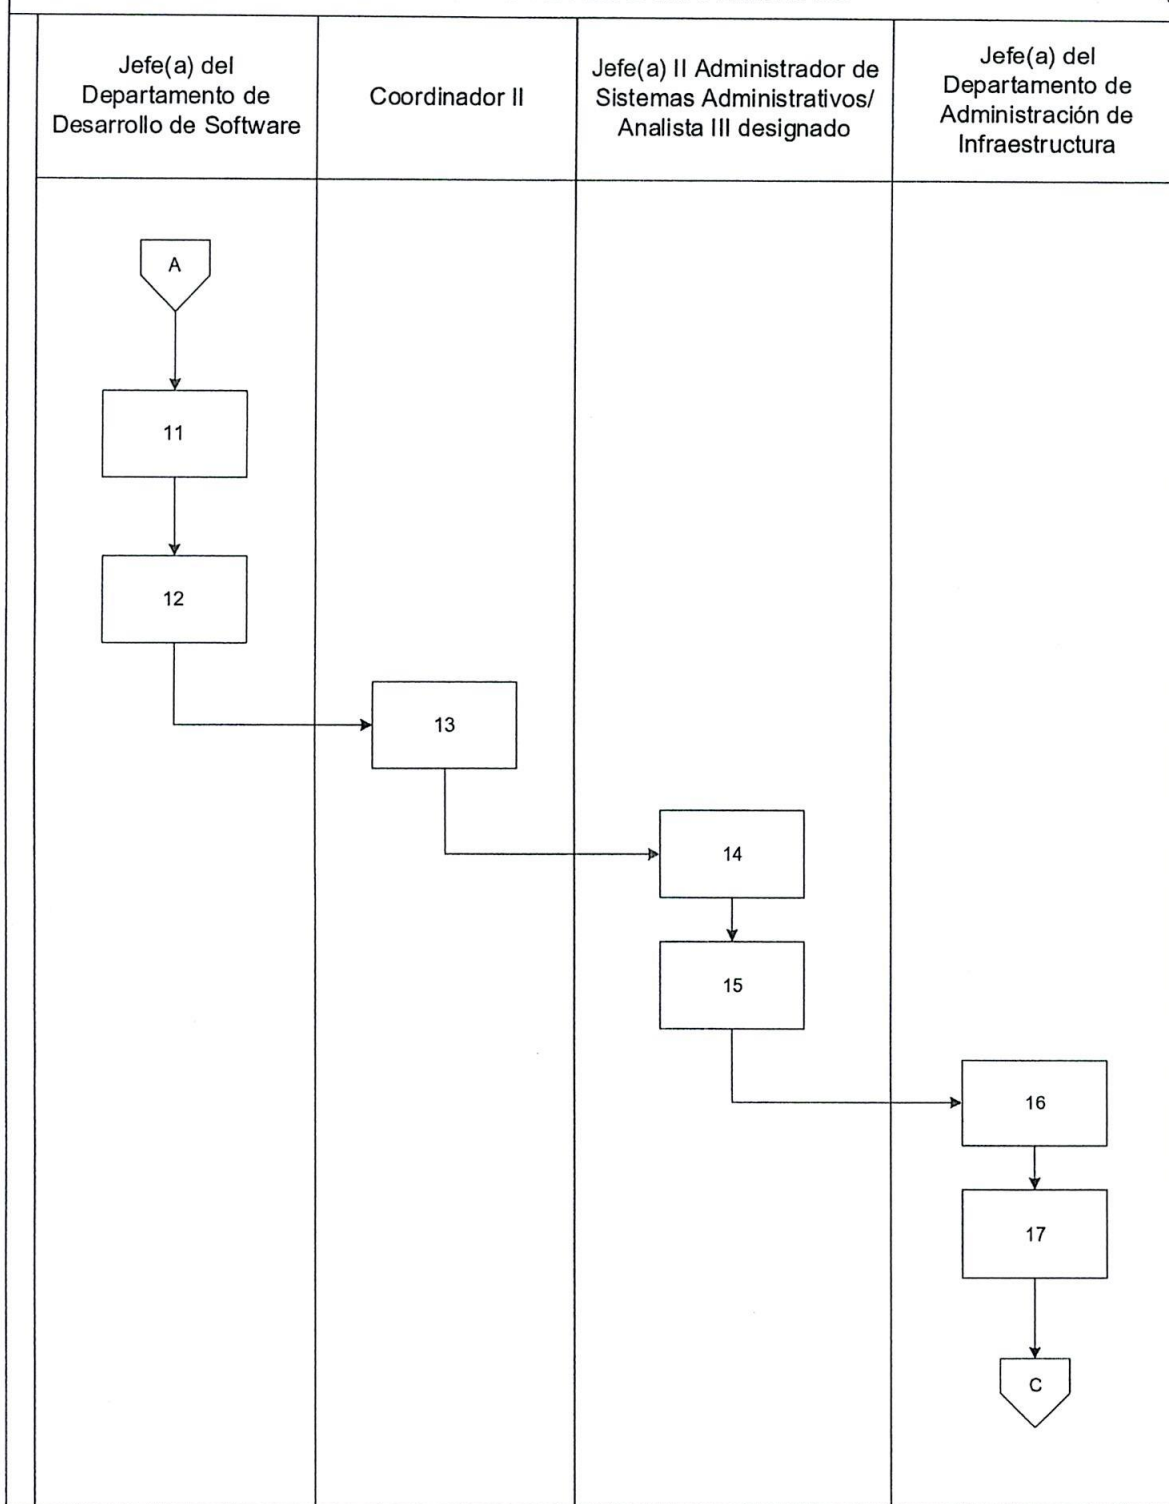 Jefe(a) del
Departamento de
Desarrollo de Software
Coordinador II
Jefe(a) II Administrador de
Sistemas Administrativos/
Analista III designado
Jefe(a) del
Departamento de
Administración de
Infraestructura
A
11
12
13
14
15
16
17
C